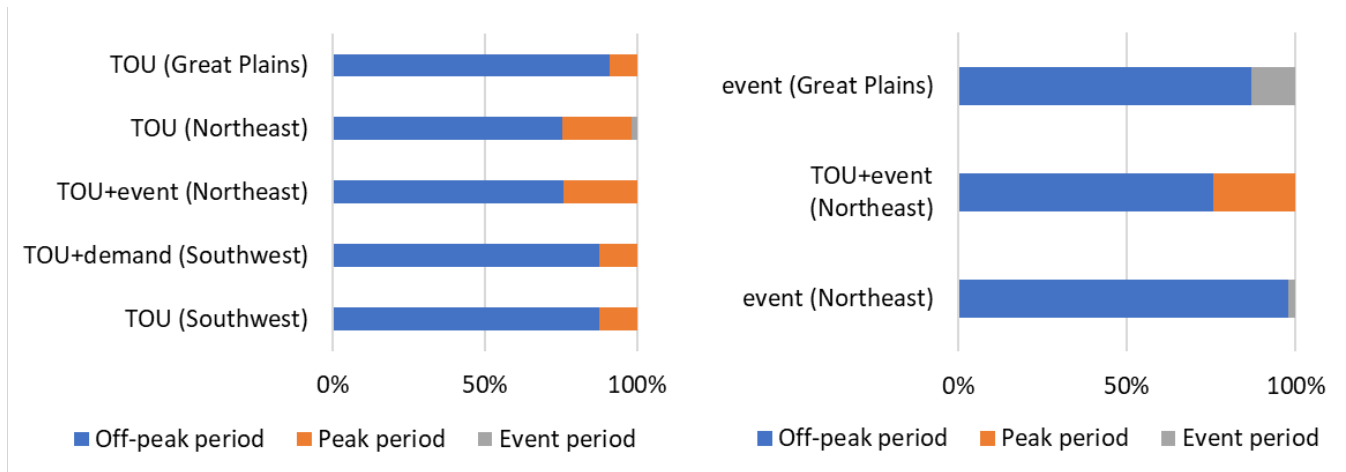 TOU (Great Plains)
TOU (Northeast)
TOU+event (Northeast)
TOU+demand (Southwest)
TOU (Southwest)
0% 50% 100%
Off-peak period Peak period Event period
event (Great Plains)
TOU+event
(Northeast)
event (Northeast)
0% 50% 100%
Off-peak period Peak period Event period